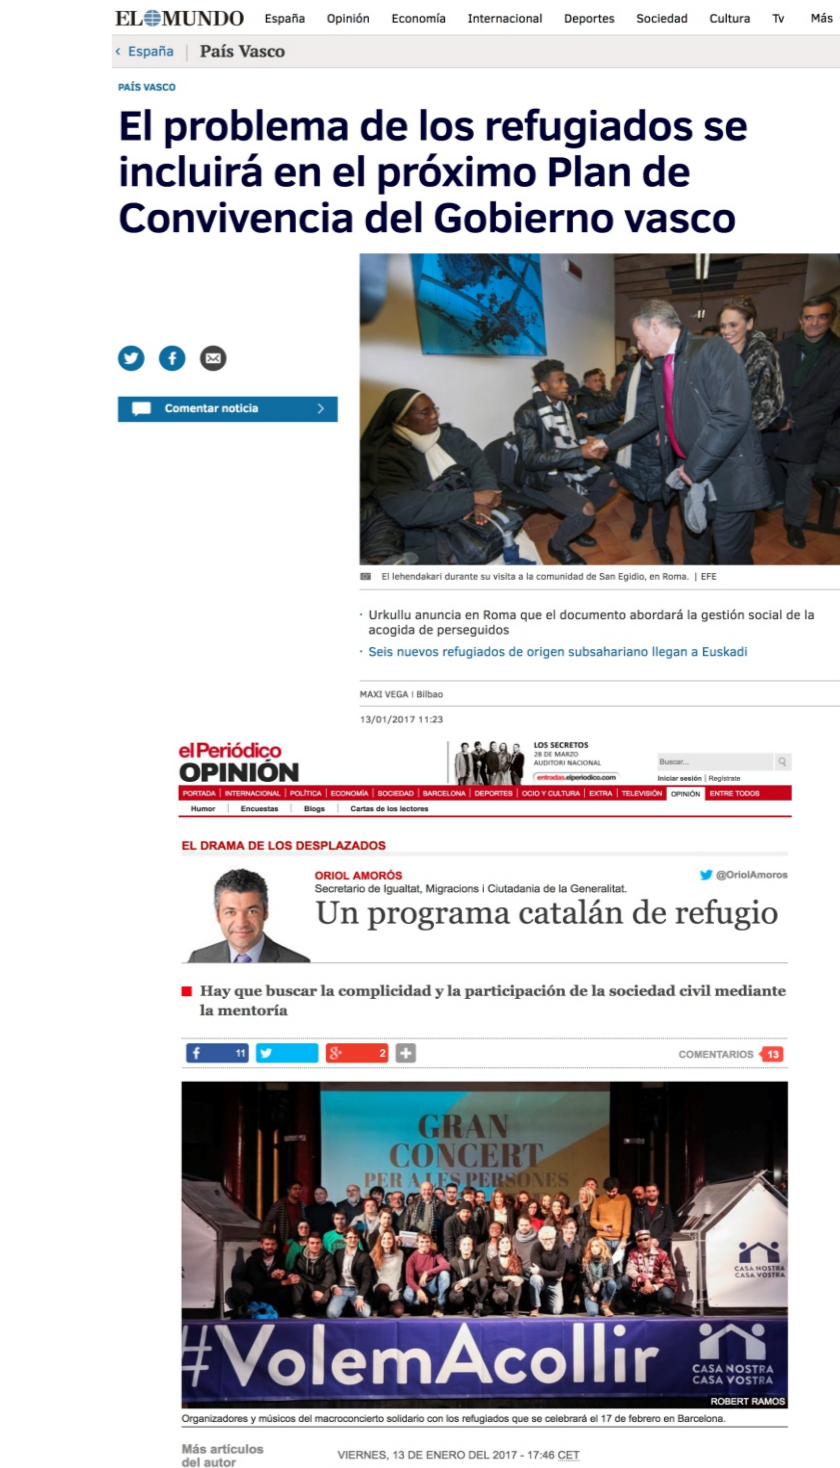 EL MUNDO España Opinión Economía Internacional Deportes Sociedad Cultura Tv Más
‹ España | País Vasco
PAÍS VASCO
El problema de los refugiados se
incluirá en el próximo Plan de
Convivencia del Gobierno vasco
Comentar noticia
El lehendakari durante su visita a la comunidad de San Egidio, en Roma. | EFE
· Urkullu anuncia en Roma que el documento abordará la gestión social de la
acogida de perseguidos
· Seis nuevos refugiados de origen subsahariano llegan a Euskadi
MAXI VEGA | Bilbao
13/01/2017 11:23
elPeriódico
OPINIÓN
LOS SECRETOS
28 DE MARZO
AUDITORI NACIONAL
entradas.elperiodico.com
Buscar...
Iniciar sesión | Regístrate
PORTADA | INTERNACIONAL | POLÍTICA | ECONOMÍA | SOCIEDAD | BARCELONA | DEPORTES | OCIO Y CULTURA | EXTRA | TELEVISIÓN OPINIÓN ENTRE TODOS
Humor | Encuestas | Blogs | Cartas de los lectores
EL DRAMA DE LOS DESPLAZADOS
ORIOL AMORÓS
@OriolAmoros
Secretario de Igualtat, Migracions i Ciutadania de la Generalitat.
Un programa catalán de refugio
Hay que buscar la complicidad y la participación de la sociedad civil mediante
la mentoría
11 2
COMENTARIOS 13
GRAN
CONCERT
PER A LES PERSONES
CASA NOSTRA
CASA VOSTRA
#VolemAcollir
CASA NOSTRA
CASA VOSTRA
ROBERT RAMOS
Organizadores y músicos del macroconcierto solidario con los refugiados que se celebrará el 17 de febrero en Barcelona.
Más artículos
del autor
VIERNES, 13 DE ENERO DEL 2017 - 17:46 CET